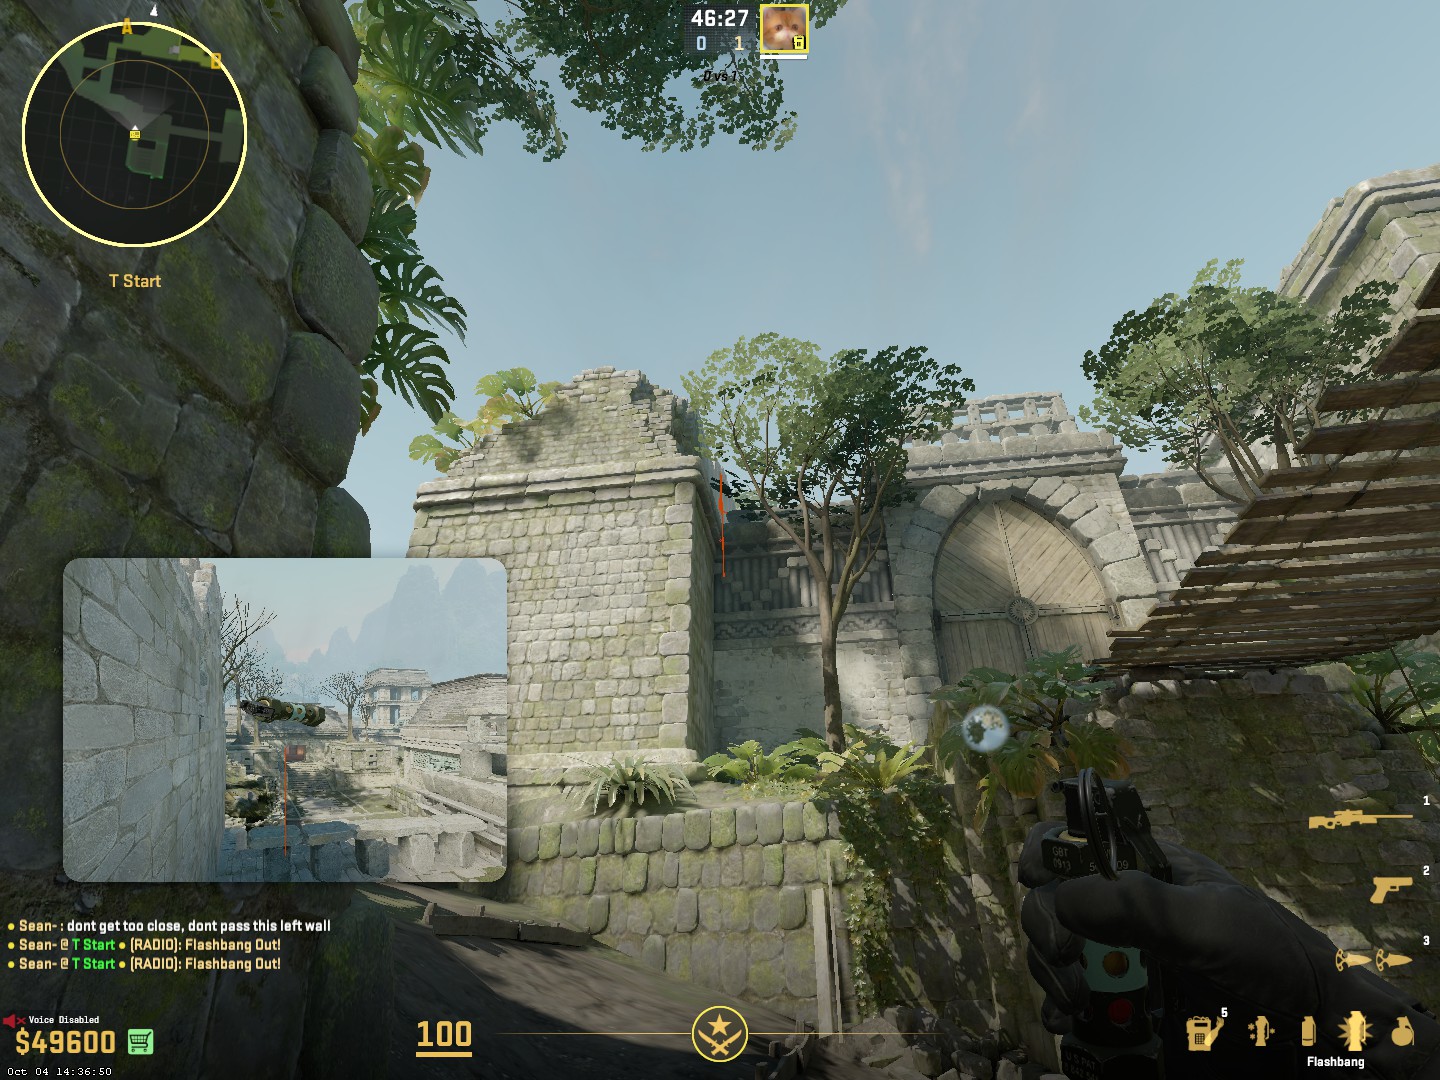 A
B
46:27
0 1
0 vs 1
T Start
1
2
3
GBT
Sean- : dont get too close, dont pass this left wall
Sean- @ T Start • (RADIO): Flashbang Out!
Sean- @ T Start • (RADIO): Flashbang Out!
Voice Disabled
$49600
100
5
Flashbang
Oct 04 14:36:50